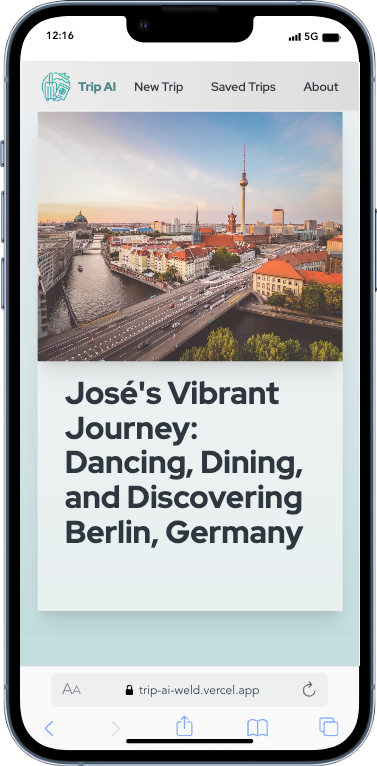 12:16
5G
Trip AI New Trip Saved Trips About
José's Vibrant
Journey:
Dancing, Dining,
and Discovering
Berlin, Germany
AA trip-ai-weld.vercel.app